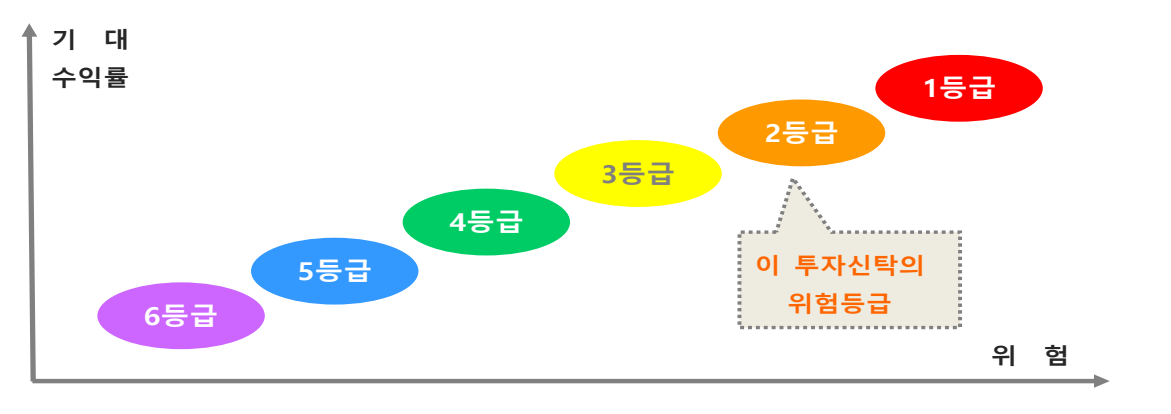 기 대
수익률
1등급
2등급
3등급
4등급
5등급
6등급
이 투자신탁의
위험등급
위 험